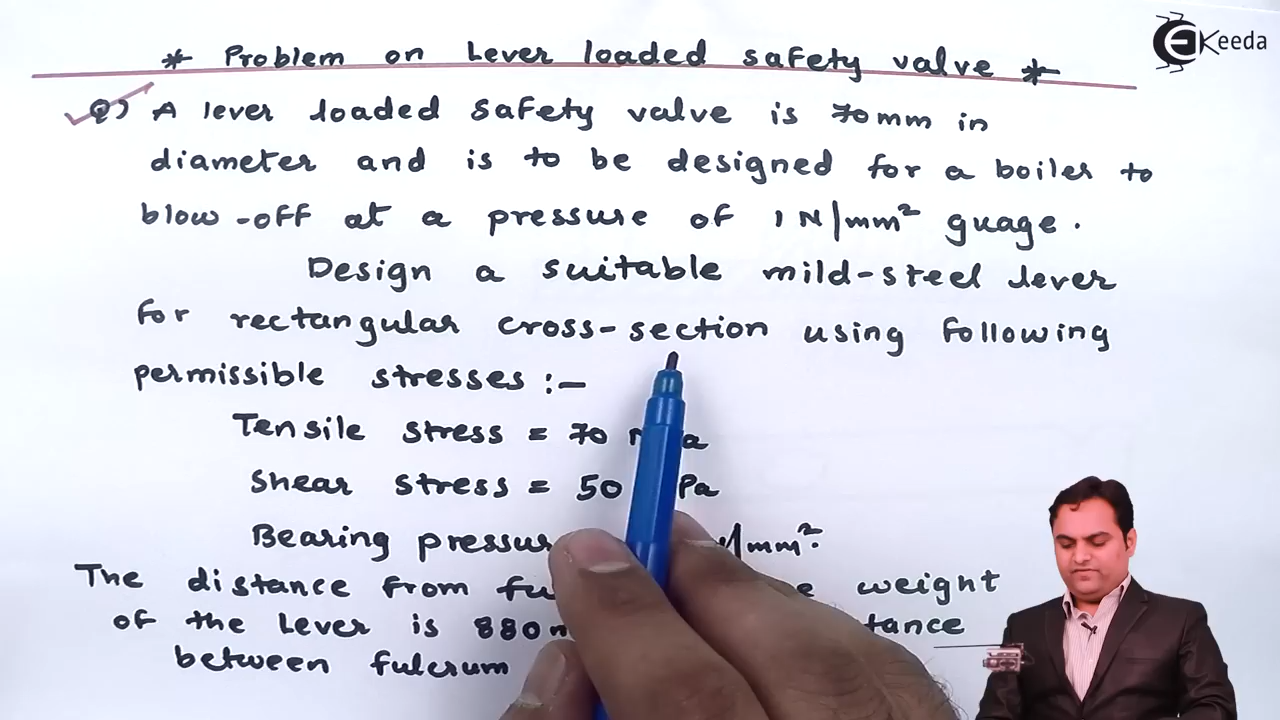 EKeeda
* Problem on Lever loaded safety valve *
Q) A lever loaded safety valve is 70mm in
diameter and is to be designed for a boiler to
blow-off at a pressure of 1 N/mm² guage.
Design a suitable mild-steel lever
for rectangular cross-section using following
permissible stresses :-
Tensile stress = 70
Shear stress = 50 Pa
Bearing /mm².
The distance from weight
of the lever is 880
between fulcrum